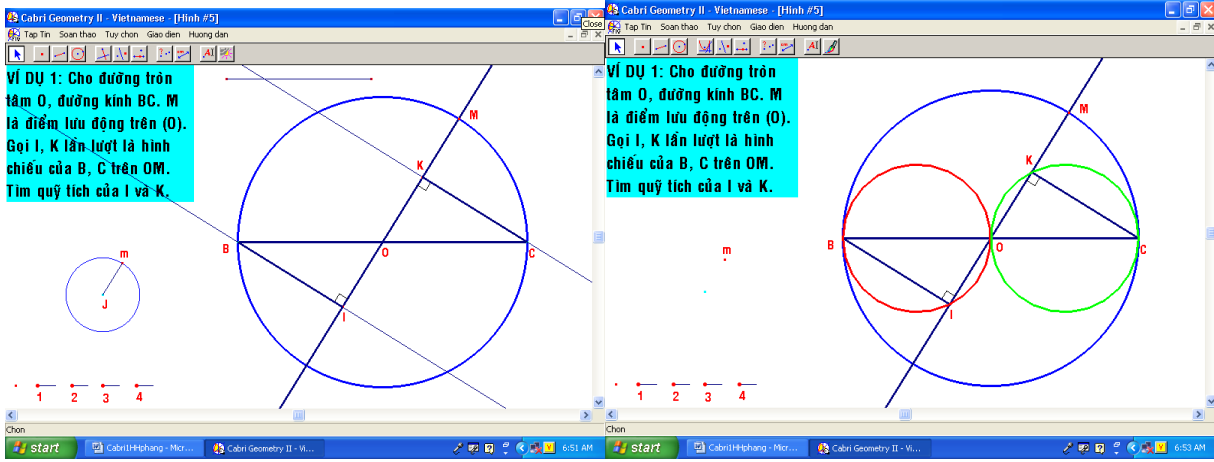 Cabri Geometry II - Vietnamese - [Hinh #5]
Close
Tap Tin Soan thao Tuy chon Giao dien Huong dan
VÍ DỤ 1: Cho đường tròn
tâm O, đường kính BC. M
là điểm lưu động trên (O).
Gọi I, K lần lượt là hình
chiếu của B, C trên OM.
Tìm quỹ tích của I và K.
M
K
B
O
C
m
J
I
1 2 3 4
Chon
start
Cabri1HHphang - Micr...
Cabri Geometry II - Vi...
6:51 AM
Cabri Geometry II - Vietnamese - [Hinh #5]
Tap Tin Soan thao Tuy chon Giao dien Huong dan
VÍ DỤ 1: Cho đường tròn
tâm O, đường kính BC. M
là điểm lưu động trên (O).
Gọi I, K lần lượt là hình
chiếu của B, C trên OM.
Tìm quỹ tích của I và K.
M
K
B
O
C
m
I
1 2 3 4
Chon
start
Cabri1HHphang - Micr...
Cabri Geometry II - Vi...
6:53 AM